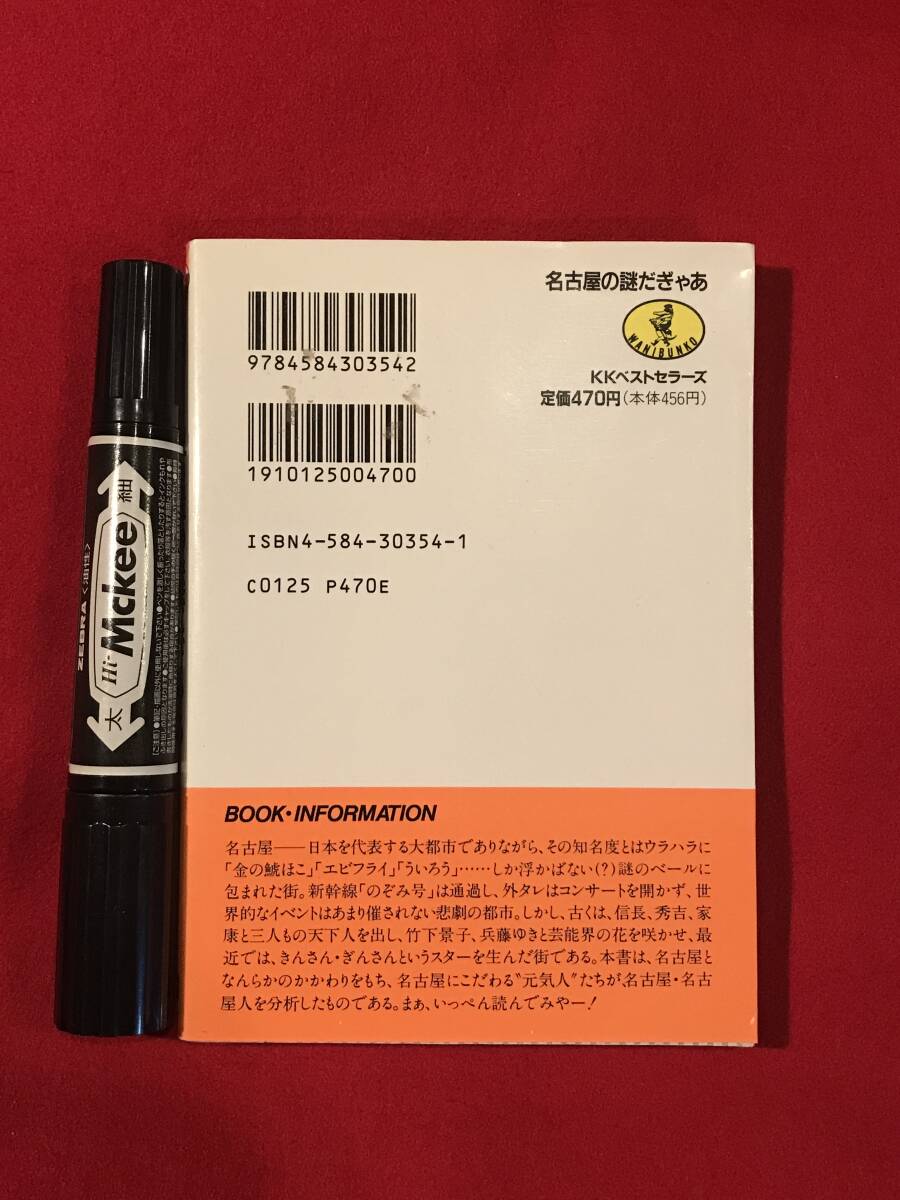 名古屋の謎だぎゃあ
WANIBUNKO
KKベストセラーズ
定価470円(本体456円)
9784584303542
1910125004700
ISBN4-584-30354-1
C0125 P470E
BOOK・INFORMATION
名古屋――日本を代表する大都市でありながら、その知名度とはウラハラに
「金の鯱ほこ」「エビフライ」「ういろう」……しか浮かばない(?)謎のベールに
包まれた街。新幹線「のぞみ号」は通過し、外タレはコンサートを開かず、世
界的なイベントはあまり催されない悲劇の都市。しかし、古くは、信長、秀吉、家
康と三人もの天下人を出し、竹下景子、兵藤ゆきと芸能界の花を咲かせ、最
近では、きんさん・ぎんさんというスターを生んだ街である。本書は、名古屋と
なんらかのかかわりをもち、名古屋にこだわる"元気人"たちが、名古屋・名古
屋人を分析したものである。まぁ、いっぺん読んでみやー!
ZEBRA〈油性〉
太 Hi-Mckee 細